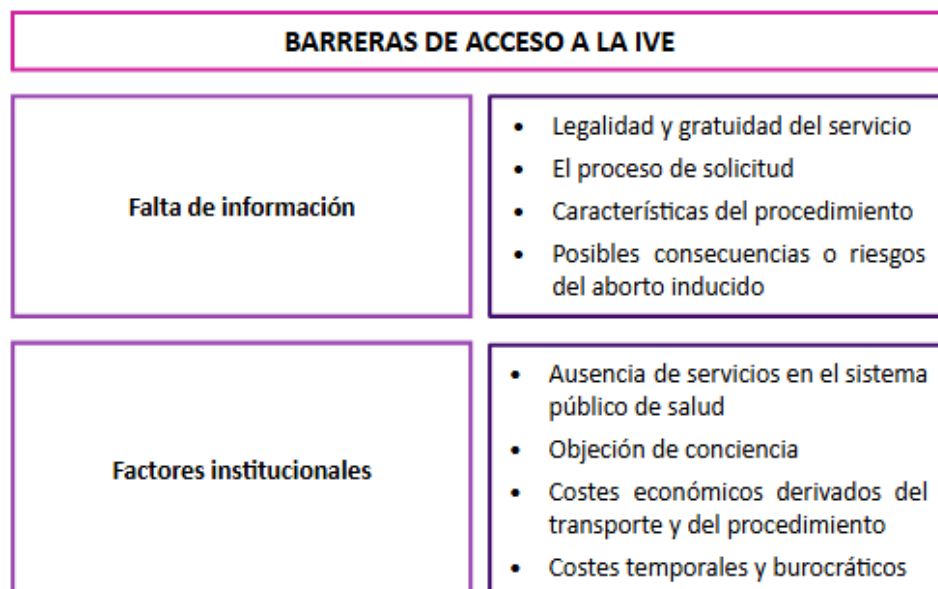 BARRERAS DE ACCESO A LA IVE
Falta de información
• Legalidad y gratuidad del servicio
• El proceso de solicitud
• Características del procedimiento
• Posibles consecuencias o riesgos
del aborto inducido
Factores institucionales
• Ausencia de servicios en el sistema
público de salud
• Objeción de conciencia
• Costes económicos derivados del
transporte y del procedimiento
• Costes temporales y burocráticos